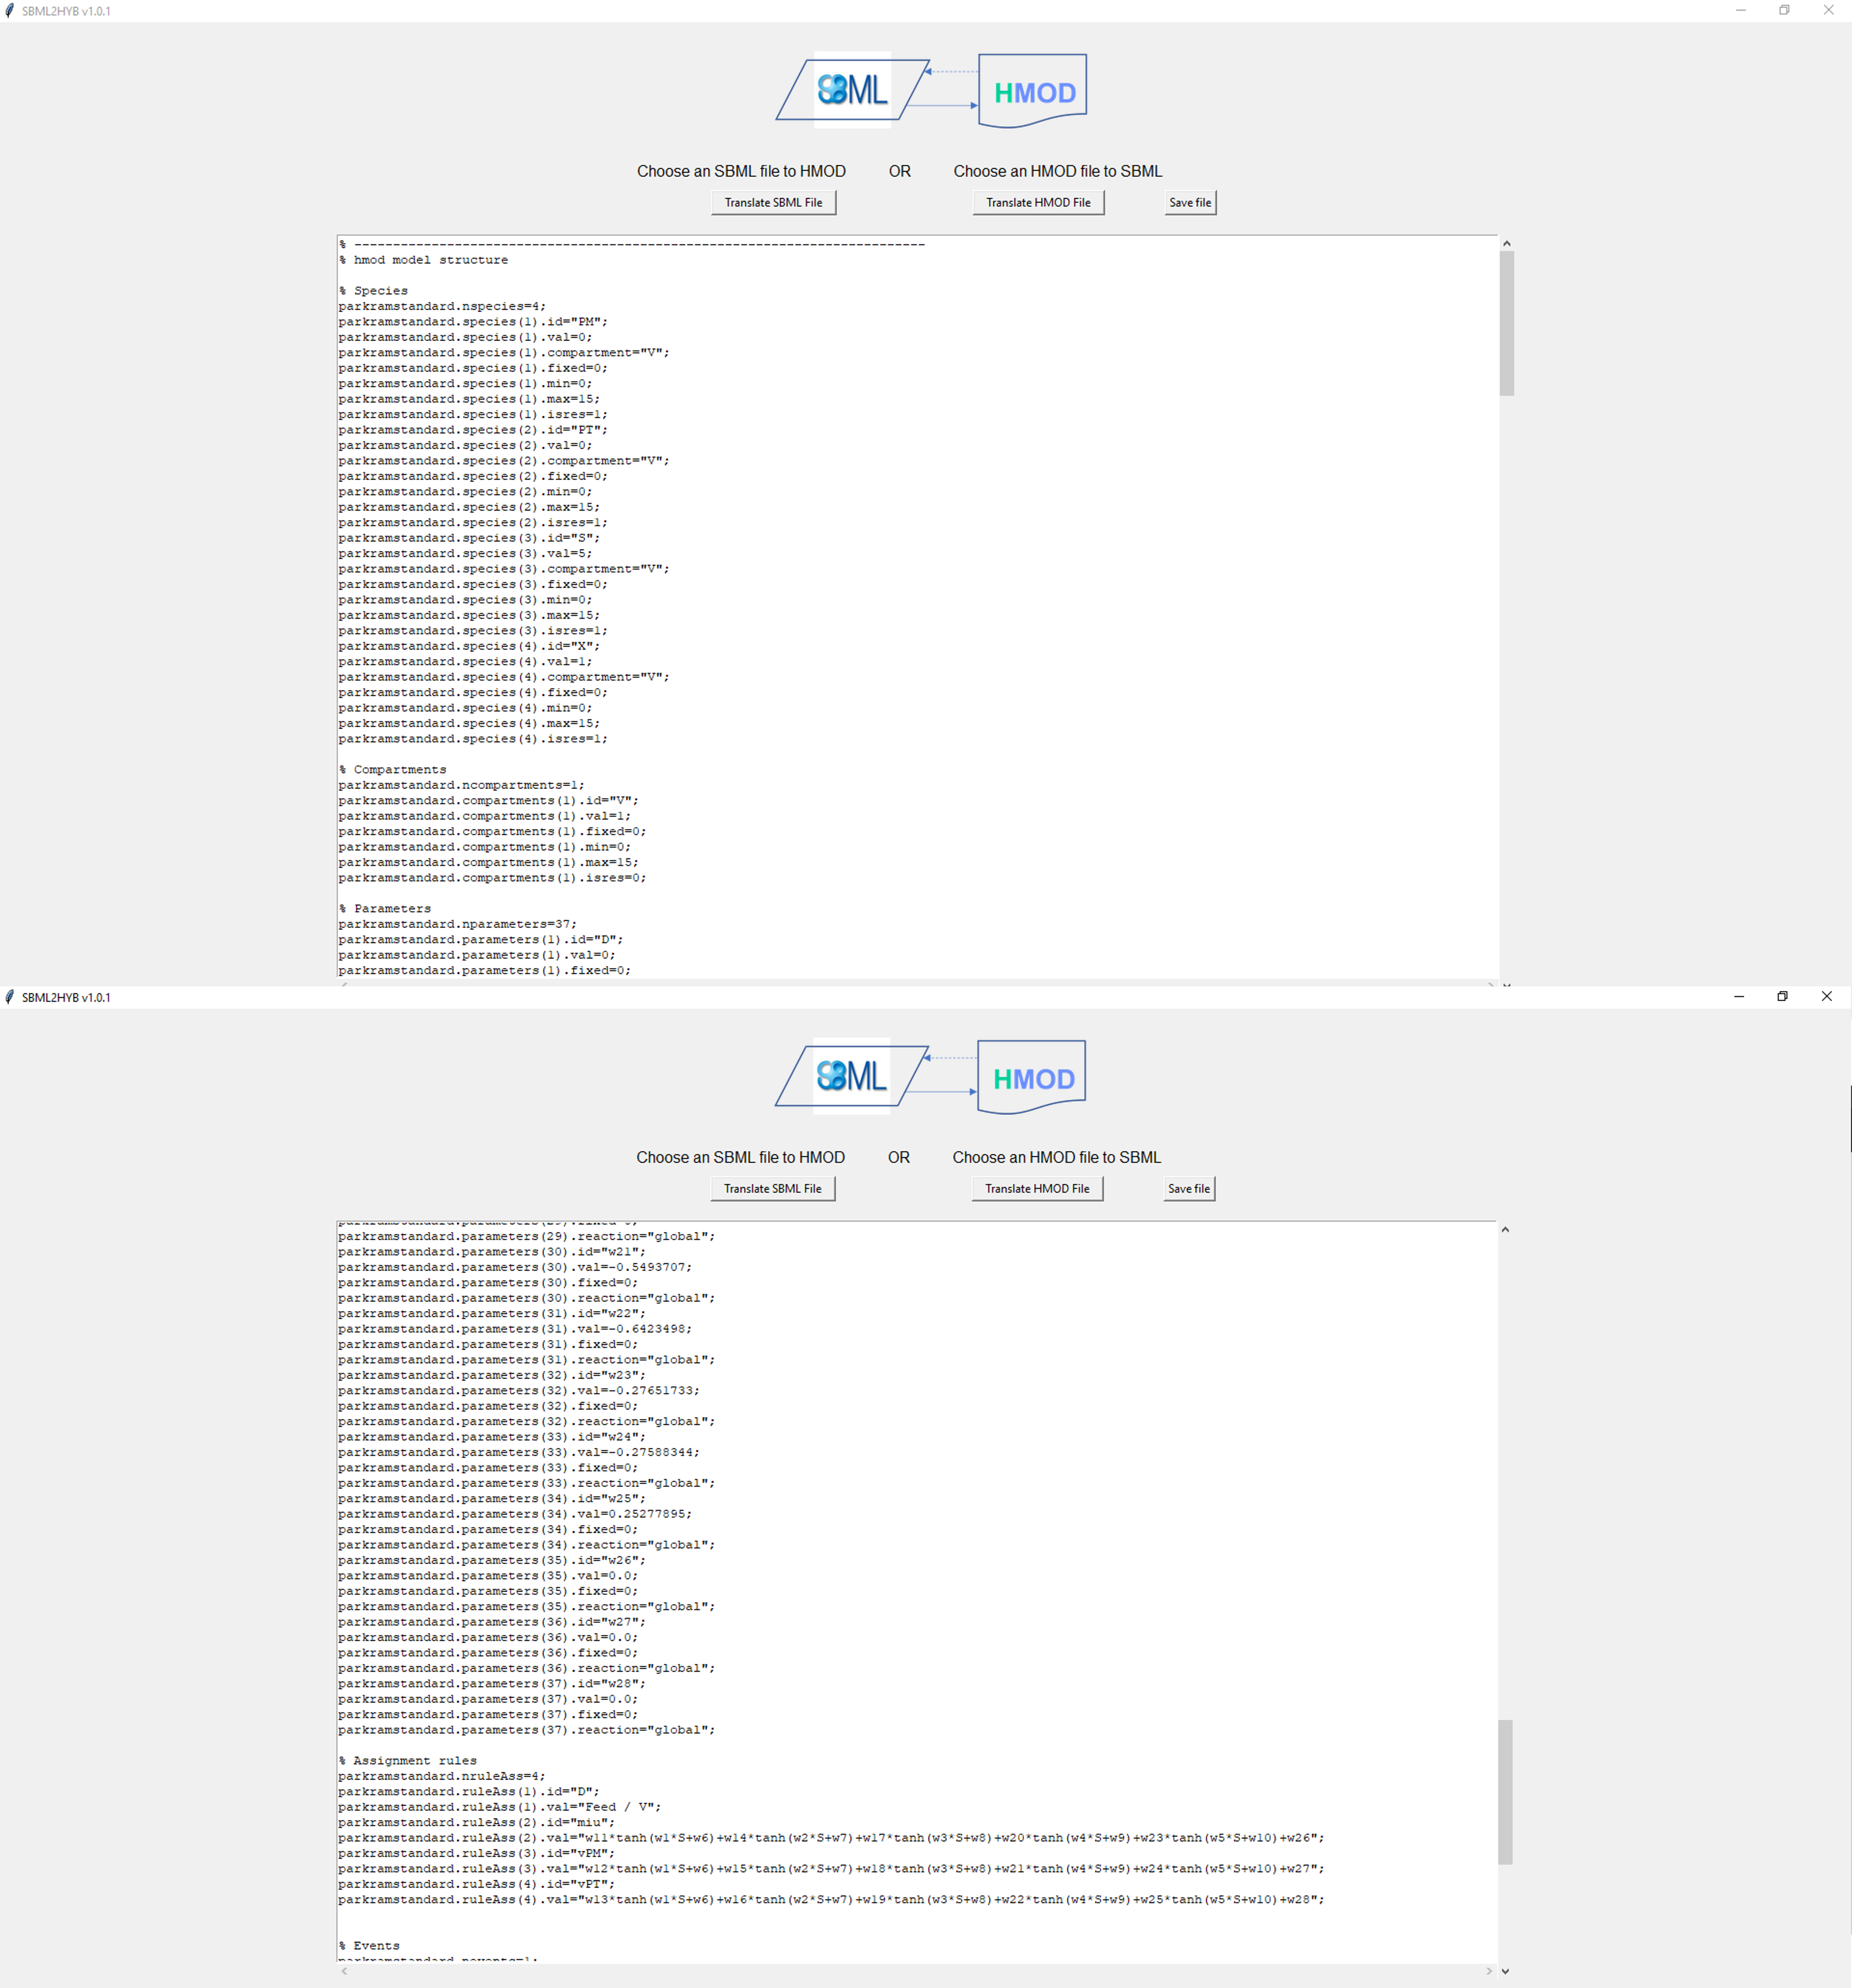 SBML2HYB v1.0.1
SBML
HMOD
Choose an SBML file to HMOD OR Choose an HMOD file to SBML
Translate SBML File Translate HMOD File Save file
% --------------------------------------------------------------------------
% hmod model structure
% Species
parkramstandard.nspecies=4;
parkramstandard.species(1).id="PM";
parkramstandard.species(1).val=0;
parkramstandard.species(1).compartment="V";
parkramstandard.species(1).fixed=0;
parkramstandard.species(1).min=0;
parkramstandard.species(1).max=15;
parkramstandard.species(1).isres=1;
parkramstandard.species(2).id="PT";
parkramstandard.species(2).val=0;
parkramstandard.species(2).compartment="V";
parkramstandard.species(2).fixed=0;
parkramstandard.species(2).min=0;
parkramstandard.species(2).max=15;
parkramstandard.species(2).isres=1;
parkramstandard.species(3).id="S";
parkramstandard.species(3).val=5;
parkramstandard.species(3).compartment="V";
parkramstandard.species(3).fixed=0;
parkramstandard.species(3).min=0;
parkramstandard.species(3).max=15;
parkramstandard.species(3).isres=1;
parkramstandard.species(4).id="X";
parkramstandard.species(4).val=1;
parkramstandard.species(4).compartment="V";
parkramstandard.species(4).fixed=0;
parkramstandard.species(4).min=0;
parkramstandard.species(4).max=15;
parkramstandard.species(4).isres=1;
% Compartments
parkramstandard.ncompartments=1;
parkramstandard.compartments(1).id="V";
parkramstandard.compartments(1).val=1;
parkramstandard.compartments(1).fixed=0;
parkramstandard.compartments(1).min=0;
parkramstandard.compartments(1).max=15;
parkramstandard.compartments(1).isres=0;
% Parameters
parkramstandard.nparameters=37;
parkramstandard.parameters(1).id="D";
parkramstandard.parameters(1).val=0;
parkramstandard.parameters(1).fixed=0;
SBML2HYB v1.0.1
SBML
HMOD
Choose an SBML file to HMOD OR Choose an HMOD file to SBML
Translate SBML File Translate HMOD File Save file
parkramstandard.parameters(29).fixed=0;
parkramstandard.parameters(29).reaction="global";
parkramstandard.parameters(30).id="w21";
parkramstandard.parameters(30).val=-0.5493707;
parkramstandard.parameters(30).fixed=0;
parkramstandard.parameters(30).reaction="global";
parkramstandard.parameters(31).id="w22";
parkramstandard.parameters(31).val=-0.6423498;
parkramstandard.parameters(31).fixed=0;
parkramstandard.parameters(31).reaction="global";
parkramstandard.parameters(32).id="w23";
parkramstandard.parameters(32).val=-0.27651733;
parkramstandard.parameters(32).fixed=0;
parkramstandard.parameters(32).reaction="global";
parkramstandard.parameters(33).id="w24";
parkramstandard.parameters(33).val=-0.27588344;
parkramstandard.parameters(33).fixed=0;
parkramstandard.parameters(33).reaction="global";
parkramstandard.parameters(34).id="w25";
parkramstandard.parameters(34).val=0.25277895;
parkramstandard.parameters(34).fixed=0;
parkramstandard.parameters(34).reaction="global";
parkramstandard.parameters(35).id="w26";
parkramstandard.parameters(35).val=0.0;
parkramstandard.parameters(35).fixed=0;
parkramstandard.parameters(35).reaction="global";
parkramstandard.parameters(36).id="w27";
parkramstandard.parameters(36).val=0.0;
parkramstandard.parameters(36).fixed=0;
parkramstandard.parameters(36).reaction="global";
parkramstandard.parameters(37).id="w28";
parkramstandard.parameters(37).val=0.0;
parkramstandard.parameters(37).fixed=0;
parkramstandard.parameters(37).reaction="global";
% Assignment rules
parkramstandard.nruleAss=4;
parkramstandard.ruleAss(1).id="D";
parkramstandard.ruleAss(1).val="Feed / V";
parkramstandard.ruleAss(2).id="miu";
parkramstandard.ruleAss(2).val="w11*tanh(w1*S+w6)+w14*tanh(w2*S+w7)+w17*tanh(w3*S+w8)+w20*tanh(w4*S+w9)+w23*tanh(w5*S+w10)+w26";
parkramstandard.ruleAss(3).id="vPM";
parkramstandard.ruleAss(3).val="w12*tanh(w1*S+w6)+w15*tanh(w2*S+w7)+w18*tanh(w3*S+w8)+w21*tanh(w4*S+w9)+w24*tanh(w5*S+w10)+w27";
parkramstandard.ruleAss(4).id="vPT";
parkramstandard.ruleAss(4).val="w13*tanh(w1*S+w6)+w16*tanh(w2*S+w7)+w19*tanh(w3*S+w8)+w22*tanh(w4*S+w9)+w25*tanh(w5*S+w10)+w28";
% Events
parkramstandard.nevents=1;